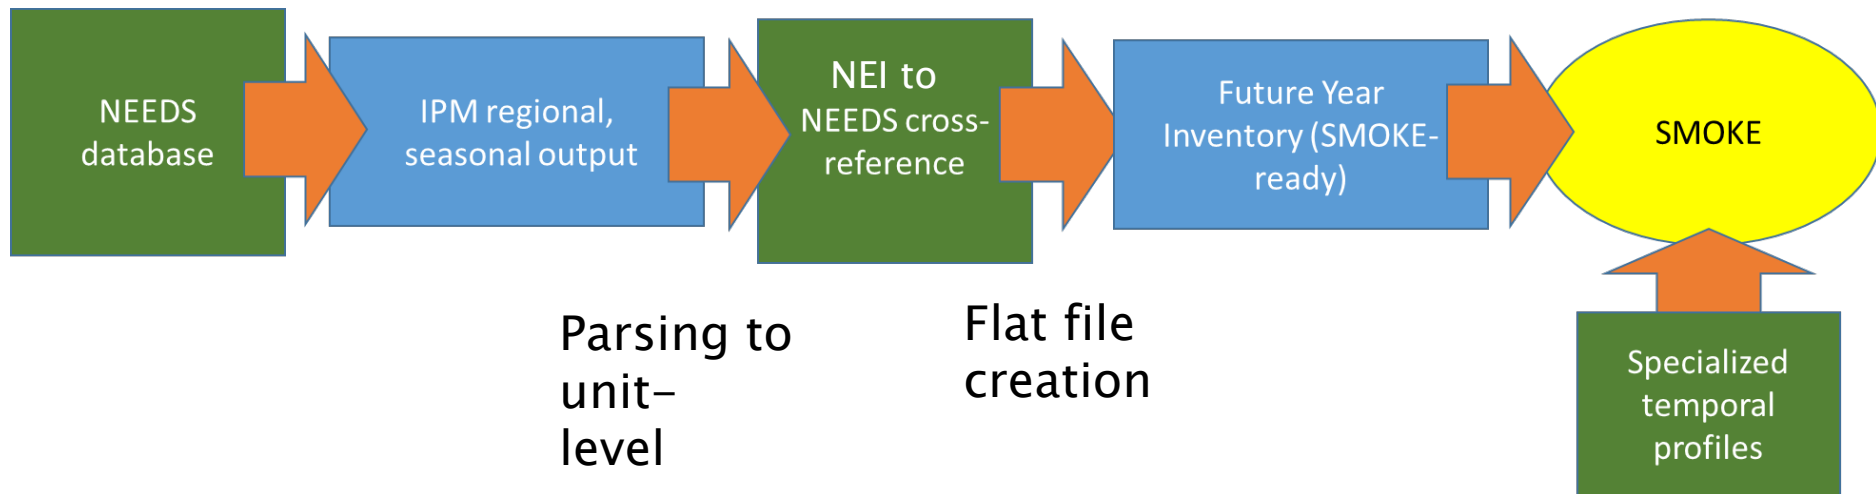 NEEDS
database
IPM regional,
seasonal output
NEI to
NEEDS cross-
reference
Future Year
Inventory (SMOKE-
ready)
SMOKE
Parsing to
unit–
level
Flat file
creation
Specialized
temporal
profiles